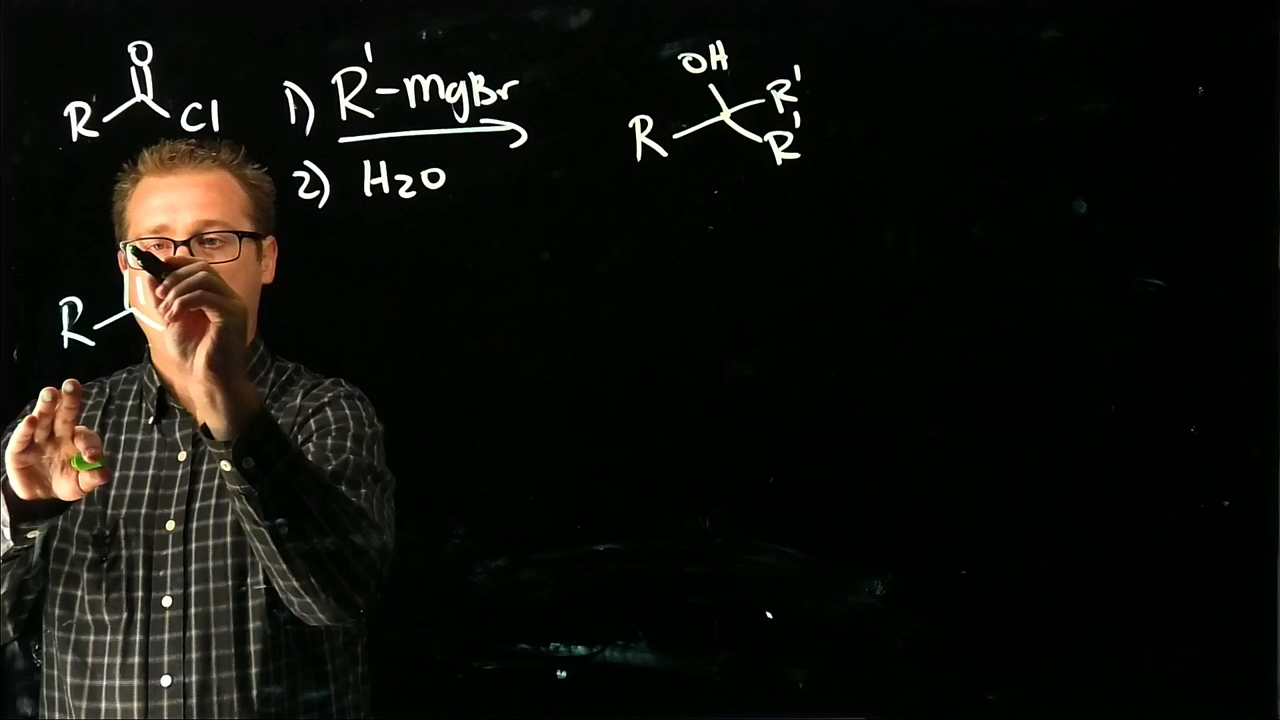 O
R Cl
1) R'-MgBr
2) H2O
OH
R R'
R'
R